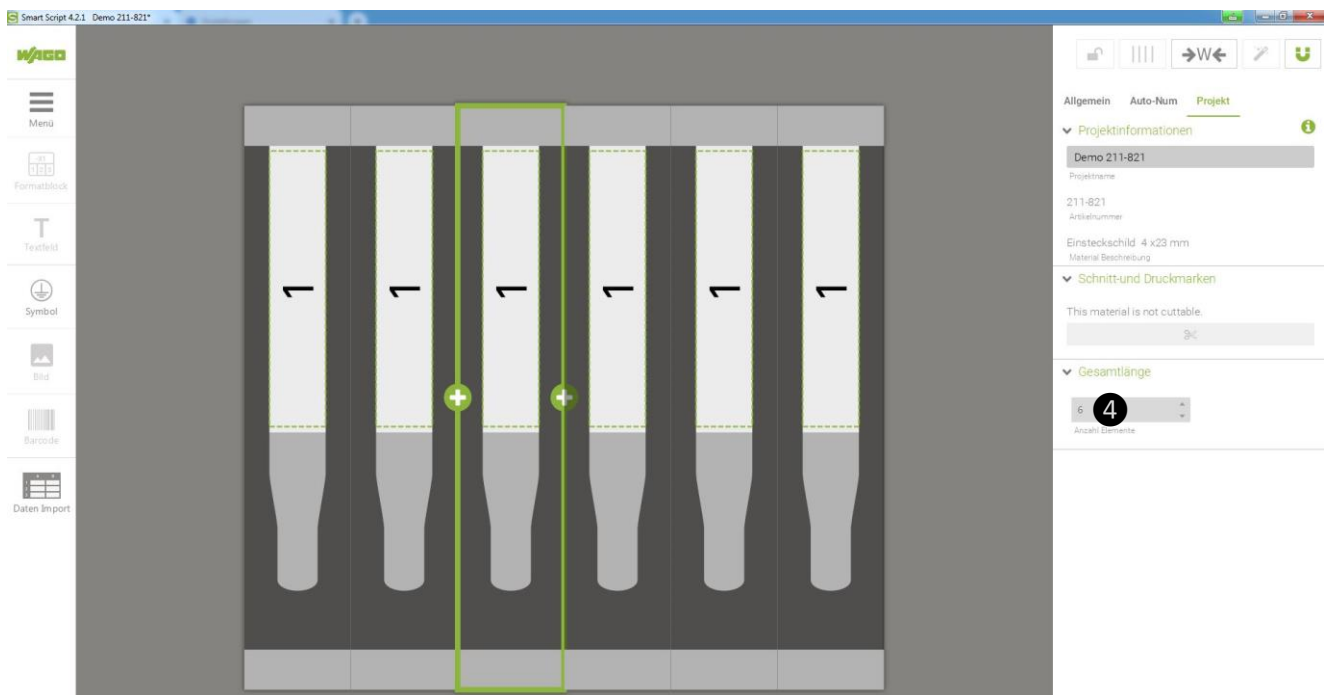 Smart Script 4.2.1 Demo 211-821*
WAGO
Menü
Formatblock
Textfeld
Symbol
Bild
Barcode
Daten Import
1 1 1 1 1 1
W
Allgemein Auto-Num Projekt
Projektinformationen
Demo 211-821
Projektname
211-821
Artikelnummer
Einsteckschild 4 x23 mm
Material Beschreibung
Schnitt-und Druckmarken
This material is not cuttable.
Gesamtlänge
6 4
Anzahl Elemente